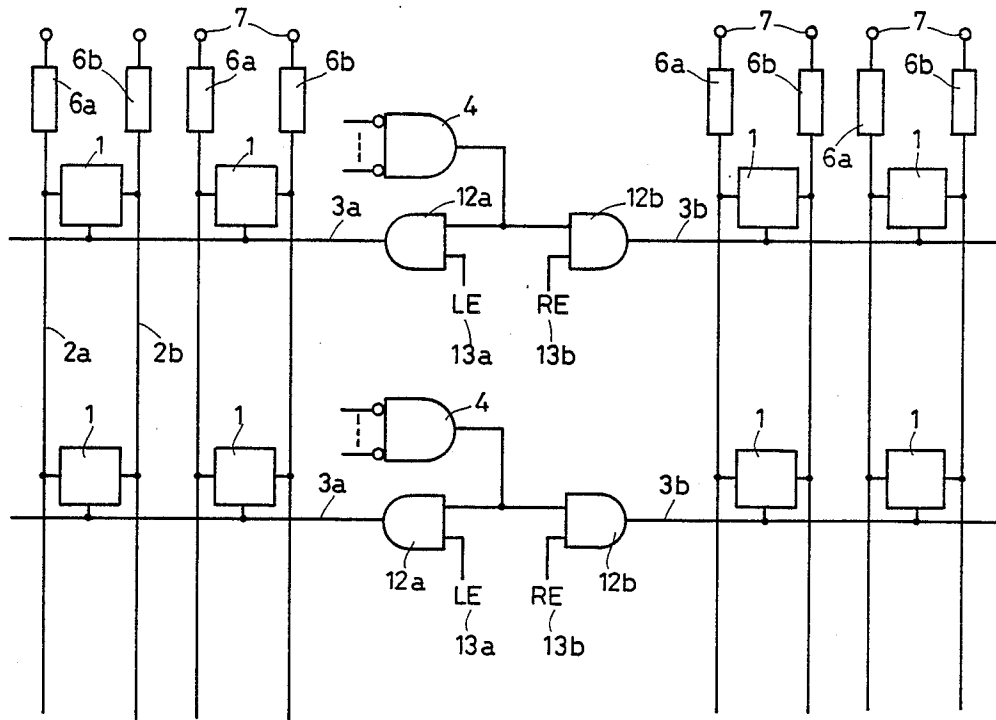 7 7 7
6b 6a 6b 6a 6b 6b
6a 4 6a
1 1 1 1
3a 12a 12b 3b
LE RE
2a 2b 13a 13b
4
1 1 1 1
3a 3b
12a 12b
LE RE
13a 13b